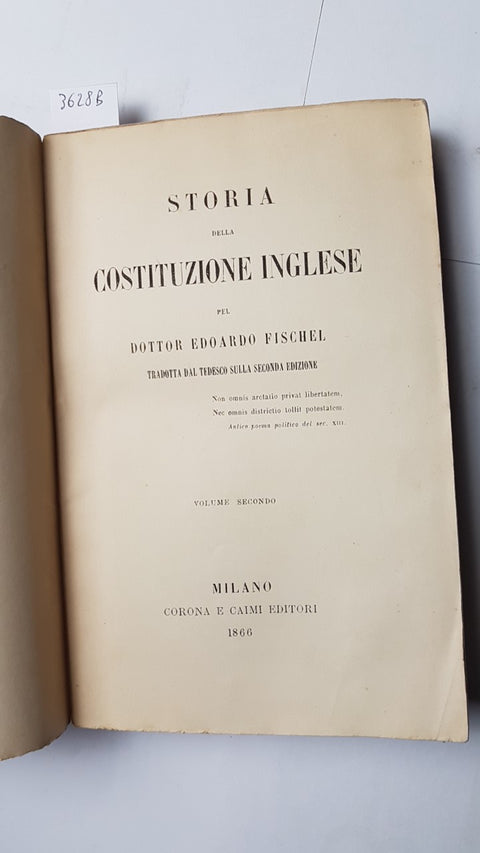 3628B
STORIA
DELLA
COSTITUZIONE INGLESE
PEL
DOTTOR EDOARDO FISCHEL
TRADOTTA DAL TEDESCO SULLA SECONDA EDIZIONE
Non omnis arctatio privat libertatem,
Nec omnis districtio tollit potestatem.
Antico poema politico del sec. XIII.
VOLUME SECONDO
MILANO
CORONA E CAIMI EDITORI
1866